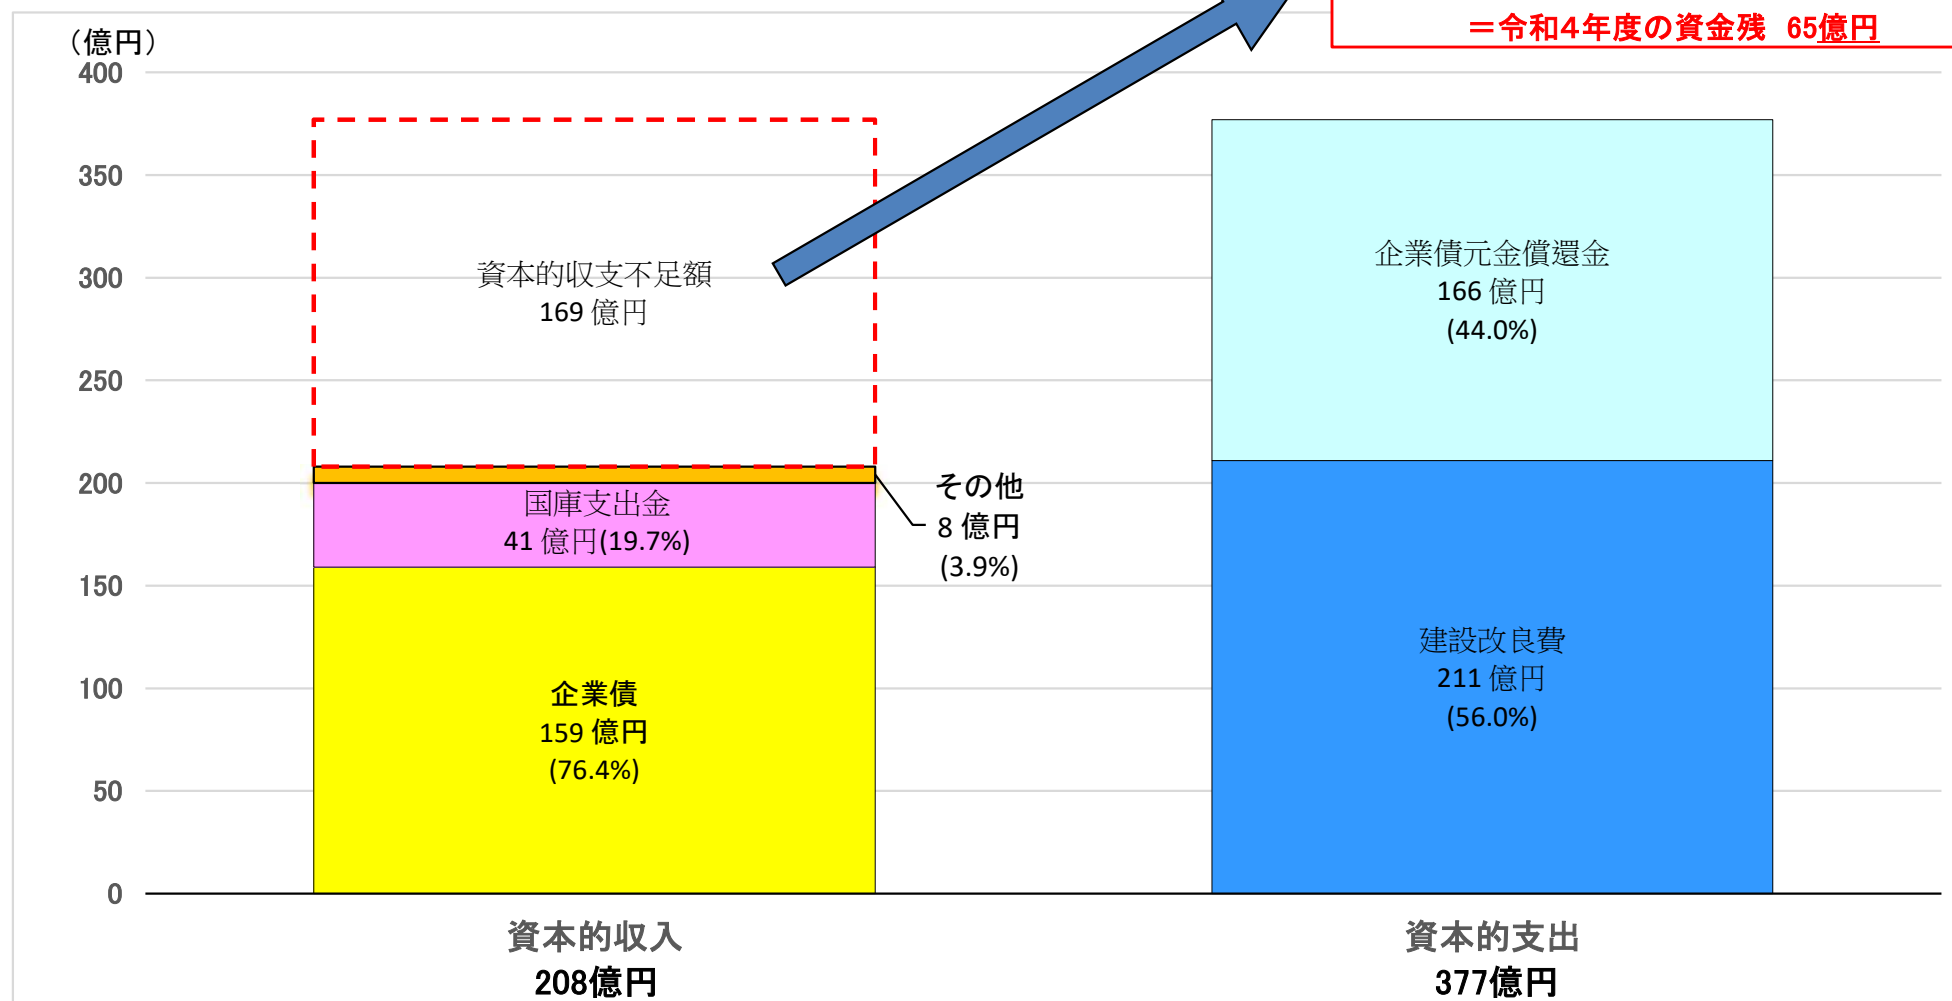 ＝令和4年度の資金残 65億円
（億円）
400
350
300
250
200
150
100
50
0
資本的収支不足額
169 億円
国庫支出金
41 億円(19.7%)
その他
8 億円
(3.9%)
企業債
159 億円
(76.4%)
企業債元金償還金
166 億円
(44.0%)
建設改良費
211 億円
(56.0%)
資本的収入
208億円
資本的支出
377億円